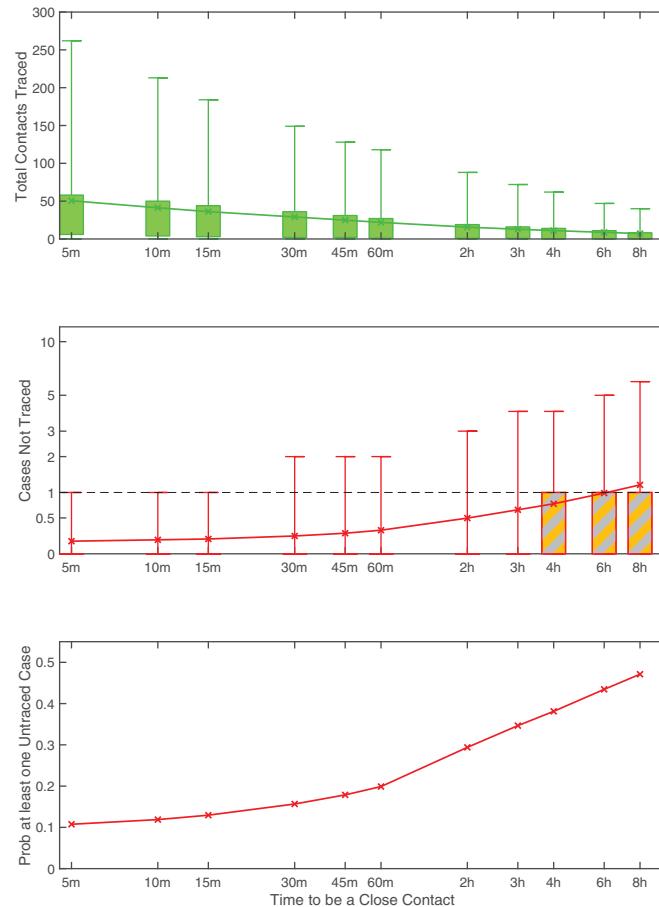 300
250
200
150
100
50
0
Total Contacts Traced
5m 10m 15m 30m 45m 60m 2h 3h 4h 6h 8h
10
5
3
2
1
0.5
0
Cases Not Traced
5m 10m 15m 30m 45m 60m 2h 3h 4h 6h 8h
0.5
0.4
0.3
0.2
0.1
0
Prob at least one Untraced Case
5m 10m 15m 30m 45m 60m 2h 3h 4h 6h 8h
Time to be a Close Contact